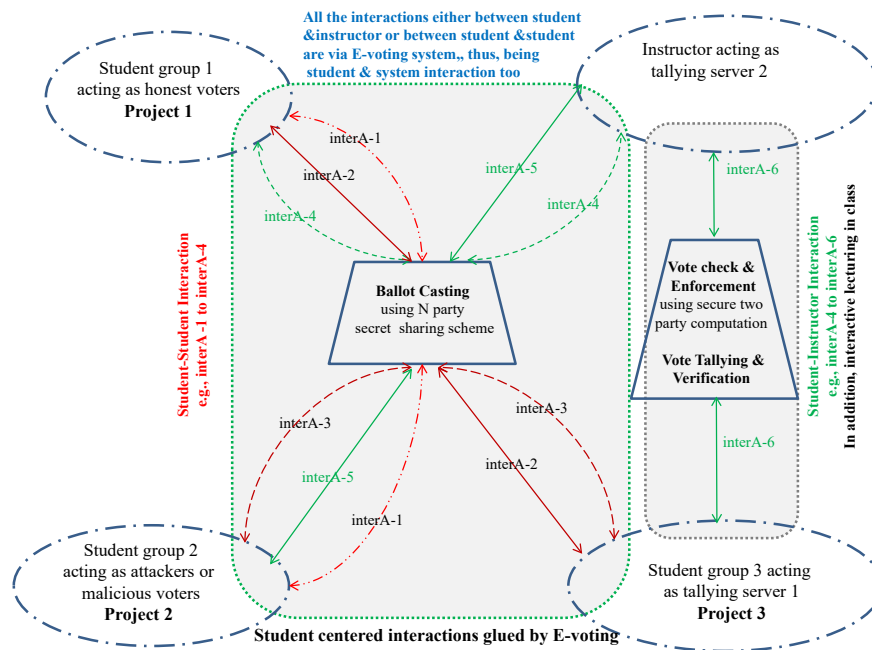 All the interactions either between student
&instructor or between student &student
are via E-voting system,, thus, being
student & system interaction too
Student group 1
acting as honest voters
Project 1
Instructor acting as
tallying server 2
interA-1
interA-2
interA-4
interA-5
interA-4
interA-6
Ballot Casting
using N party
secret sharing scheme
Vote check &
Enforcement
using secure two
party computation
Vote Tallying &
Verification
Student-Student Interaction
e.g., interA-1 to interA-4
Student-Instructor Interaction
e.g., interA-4 to interA-6
In addition, interactive lecturing in class
interA-3
interA-5
interA-1
interA-3
interA-2
interA-6
Student group 2
acting as attackers or
malicious voters
Project 2
Student group 3 acting
as tallying server 1
Project 3
Student centered interactions glued by E-voting